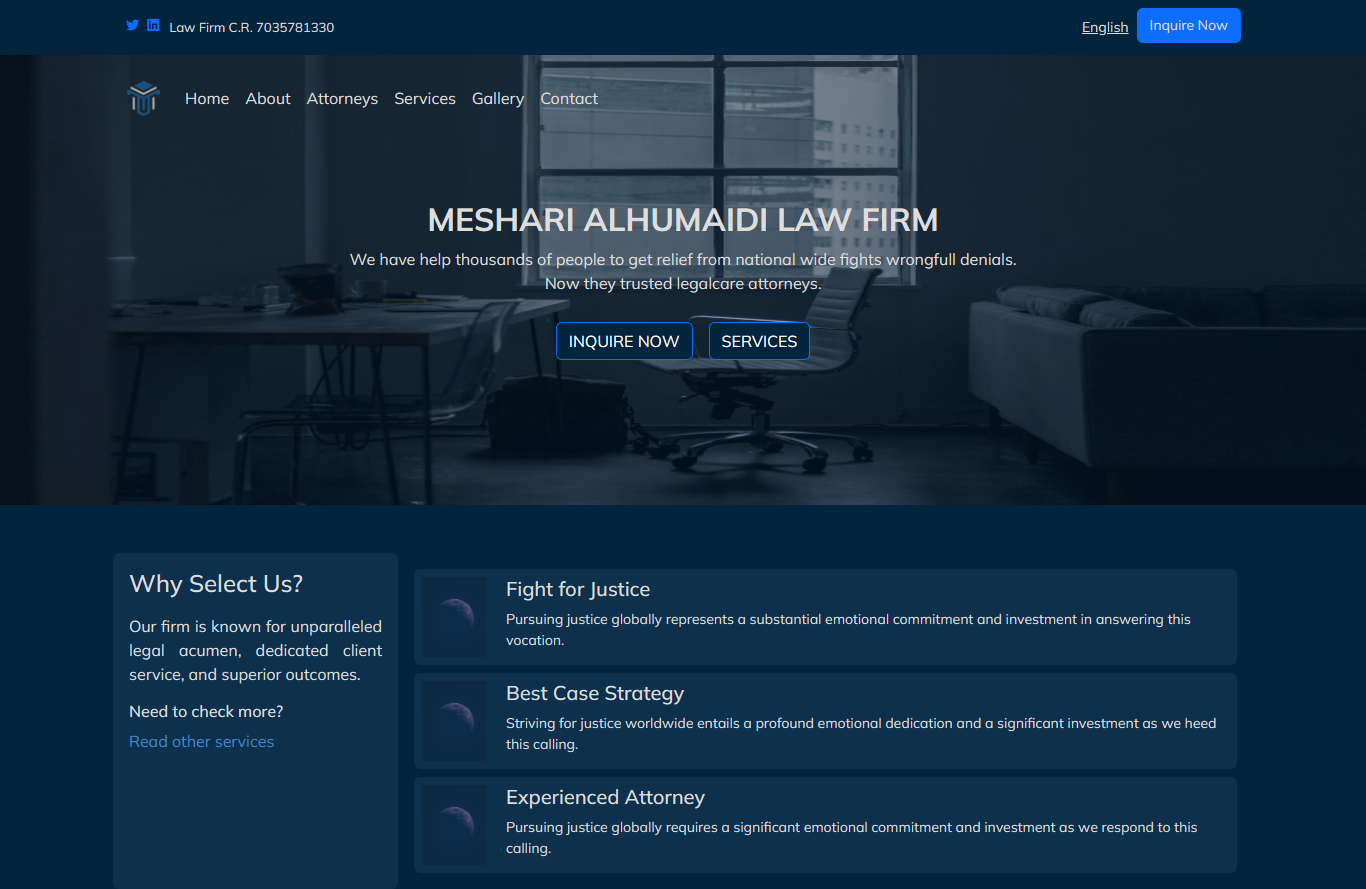 Law Firm C.R. 7035781330
English
Inquire Now
Home About Attorneys Services Gallery Contact
MESHARI ALHUMAIDI LAW FIRM
We have help thousands of people to get relief from national wide fights wrongfull denials.
Now they trusted legalcare attorneys.
INQUIRE NOW
SERVICES
Why Select Us?
Our firm is known for unparalleled
legal acumen, dedicated client
service, and superior outcomes.
Need to check more?
Read other services
Fight for Justice
Pursuing justice globally represents a substantial emotional commitment and investment in answering this
vocation.
Best Case Strategy
Striving for justice worldwide entails a profound emotional dedication and a significant investment as we heed
this calling.
Experienced Attorney
Pursuing justice globally requires a significant emotional commitment and investment as we respond to this
calling.